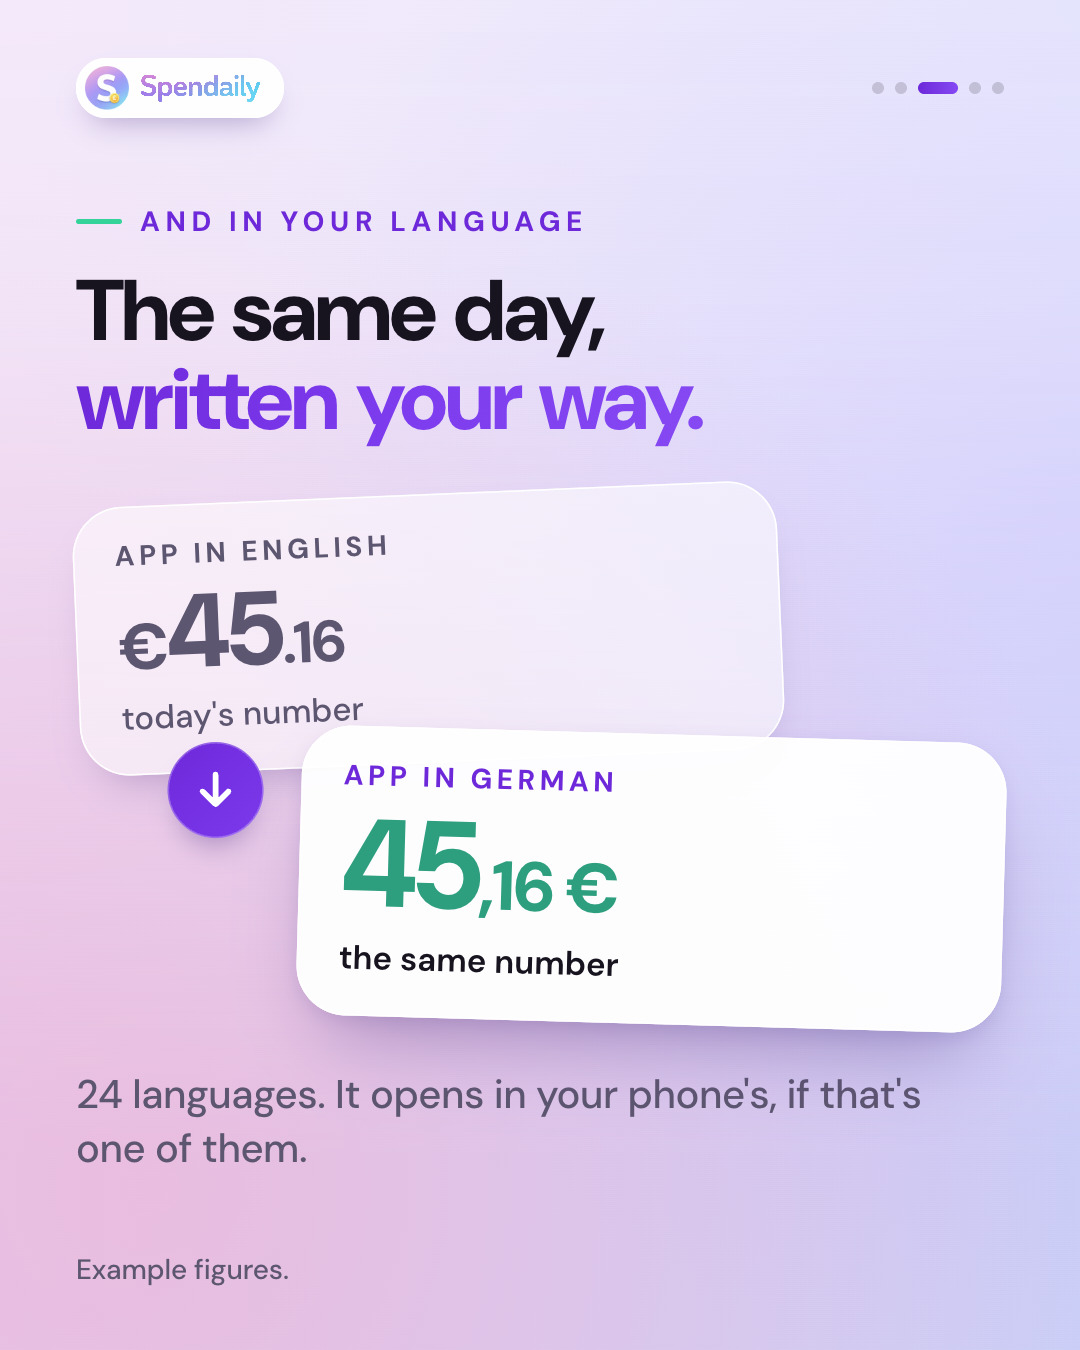 Spendaily
AND IN YOUR LANGUAGE
The same day,
written your way.
APP IN ENGLISH
€45.16
today's number
APP IN GERMAN
45,16 €
the same number
24 languages. It opens in your phone's, if that's
one of them.
Example figures.